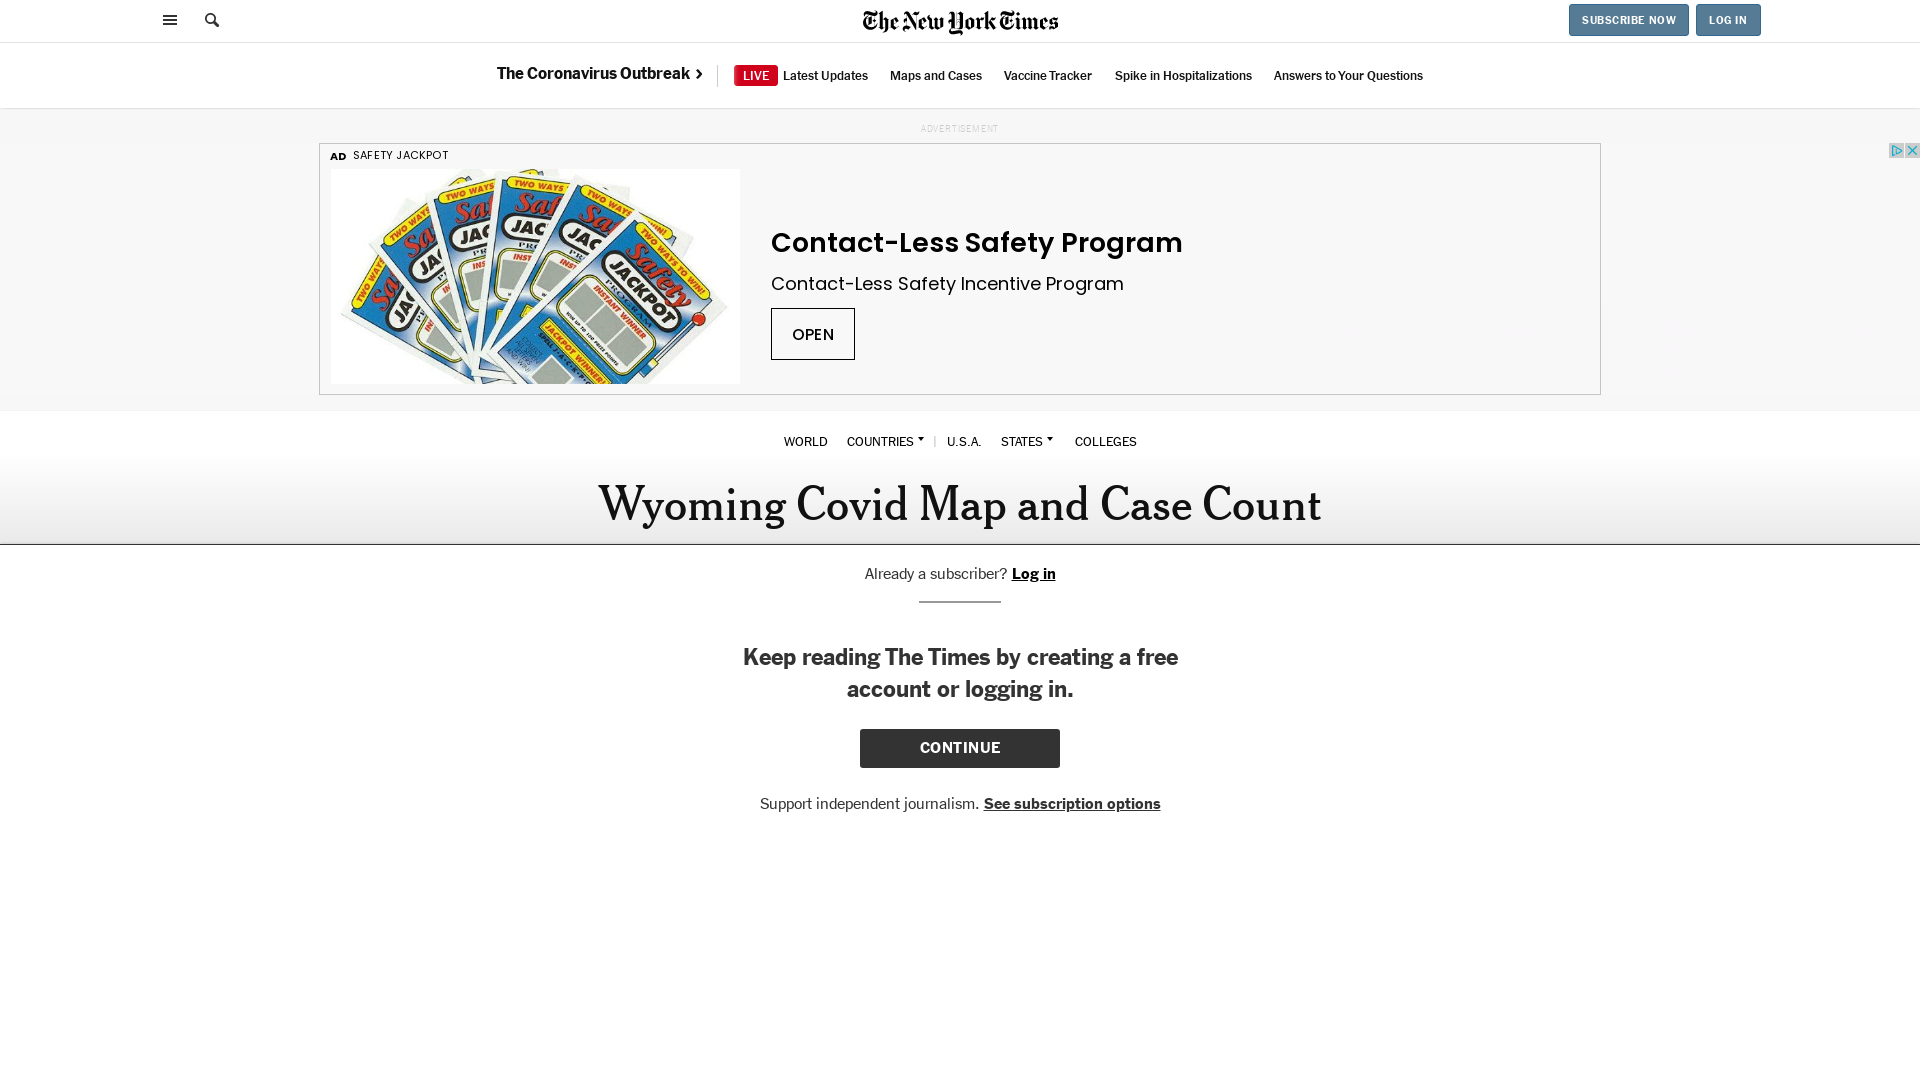 The New York Times
SUBSCRIBE NOW
LOG IN
The Coronavirus Outbreak ›
LIVE Latest Updates
Maps and Cases
Vaccine Tracker
Spike in Hospitalizations
Answers to Your Questions
ADVERTISEMENT
AD SAFETY JACKPOT
TWO WAYS TO WIN!
Safety
JACKPOT
PROGRAM
INSTANT WINNER
JACKPOT WINNER!
Contact-Less Safety Program
Contact-Less Safety Incentive Program
OPEN
WORLD COUNTRIES U.S.A. STATES COLLEGES
Wyoming Covid Map and Case Count
Already a subscriber? Log in
Keep reading The Times by creating a free
account or logging in.
CONTINUE
Support independent journalism. See subscription options